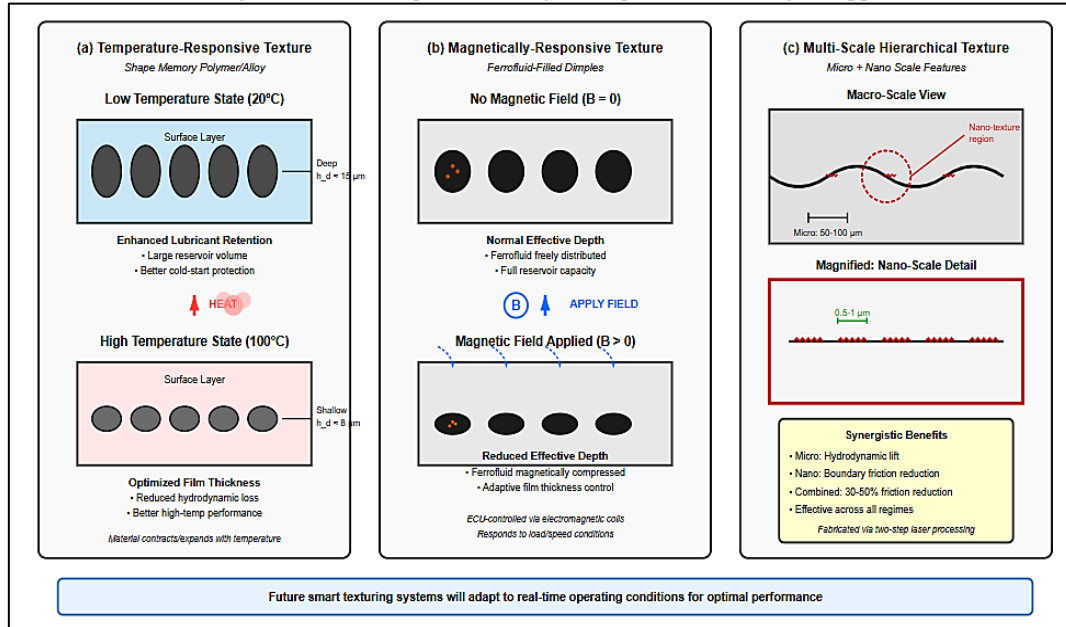 (a) Temperature-Responsive Texture
Shape Memory Polymer/Alloy
Low Temperature State (20°C)
Surface Layer
Deep
h_d ≈ 15 μm
Enhanced Lubricant Retention
• Large reservoir volume
• Better cold-start protection
HEAT
High Temperature State (100°C)
Surface Layer
Shallow
h_d ≈ 8 μm
Optimized Film Thickness
• Reduced hydrodynamic loss
• Better high-temp performance
Material contracts/expands with temperature
(b) Magnetically-Responsive Texture
Ferrofluid-Filled Dimples
No Magnetic Field (B = 0)
Normal Effective Depth
• Ferrofluid freely distributed
• Full reservoir capacity
B
APPLY FIELD
Magnetic Field Applied (B > 0)
Reduced Effective Depth
• Ferrofluid magnetically compressed
• Adaptive film thickness control
ECU-controlled via electromagnetic coils
Responds to load/speed conditions
(c) Multi-Scale Hierarchical Texture
Micro + Nano Scale Features
Macro-Scale View
Nano-texture
region
Micro: 50-100 μm
Magnified: Nano-Scale Detail
0.5-1 μm
Synergistic Benefits
• Micro: Hydrodynamic lift
• Nano: Boundary friction reduction
• Combined: 30-50% friction reduction
• Effective across all regimes
Fabricated via two-step laser processing
Future smart texturing systems will adapt to real-time operating conditions for optimal performance